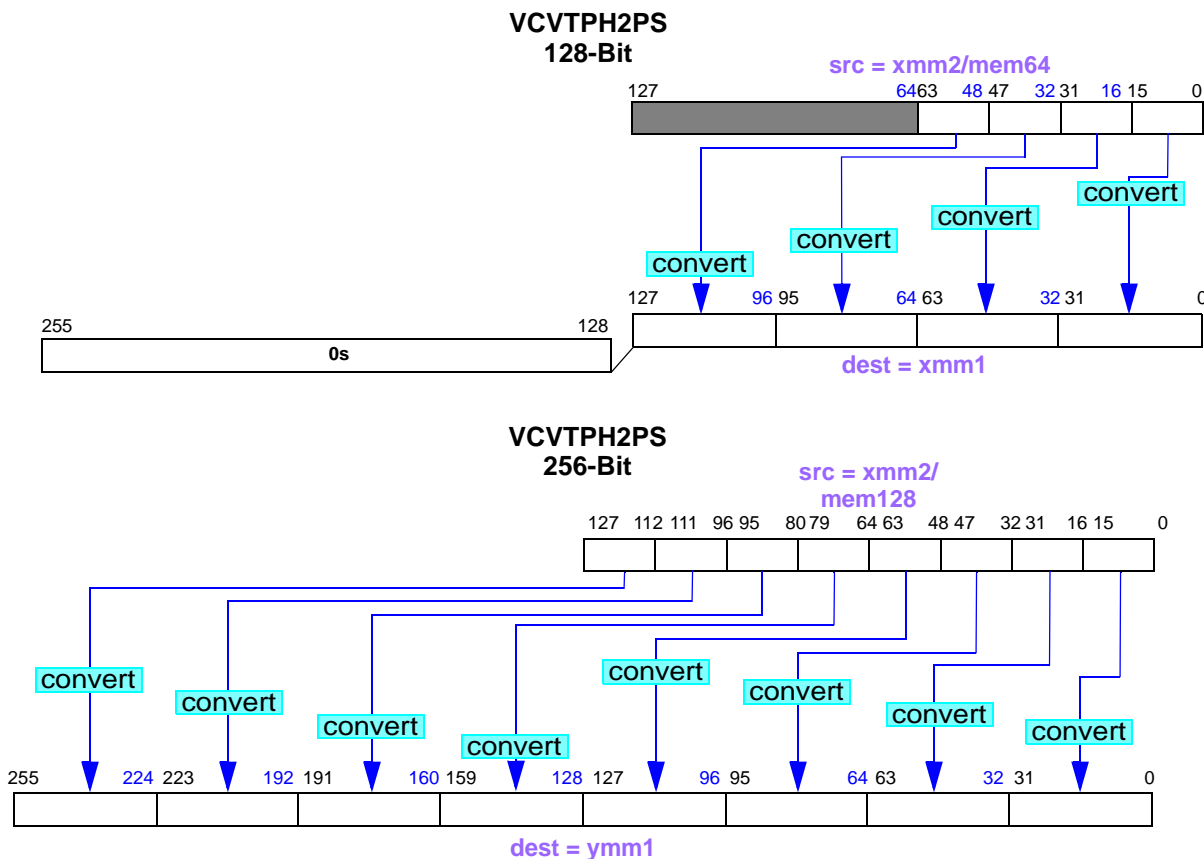 VCVTPH2PS
128-Bit
src = xmm2/mem64
127 64 63 48 47 32 31 16 15 0
convert
convert
convert
convert
127 96 95 64 63 32 31 0
255 128
0s
dest = xmm1
VCVTPH2PS
256-Bit
src = xmm2/
mem128
127 112 111 96 95 80 79 64 63 48 47 32 31 16 15 0
convert convert convert convert convert convert convert convert
255 224 223 192 191 160 159 128 127 96 95 64 63 32 31 0
dest = ymm1